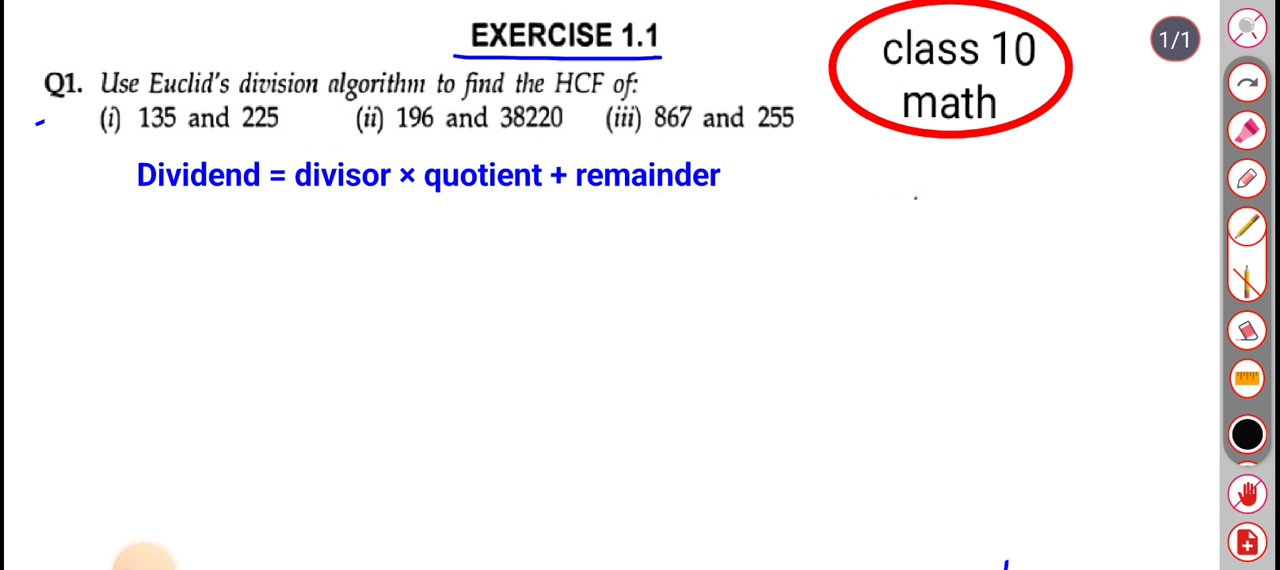 EXERCISE 1.1
class 10
math
1/1
Q1. Use Euclid's division algorithm to find the HCF of:
(i) 135 and 225 (ii) 196 and 38220 (iii) 867 and 255
Dividend = divisor × quotient + remainder